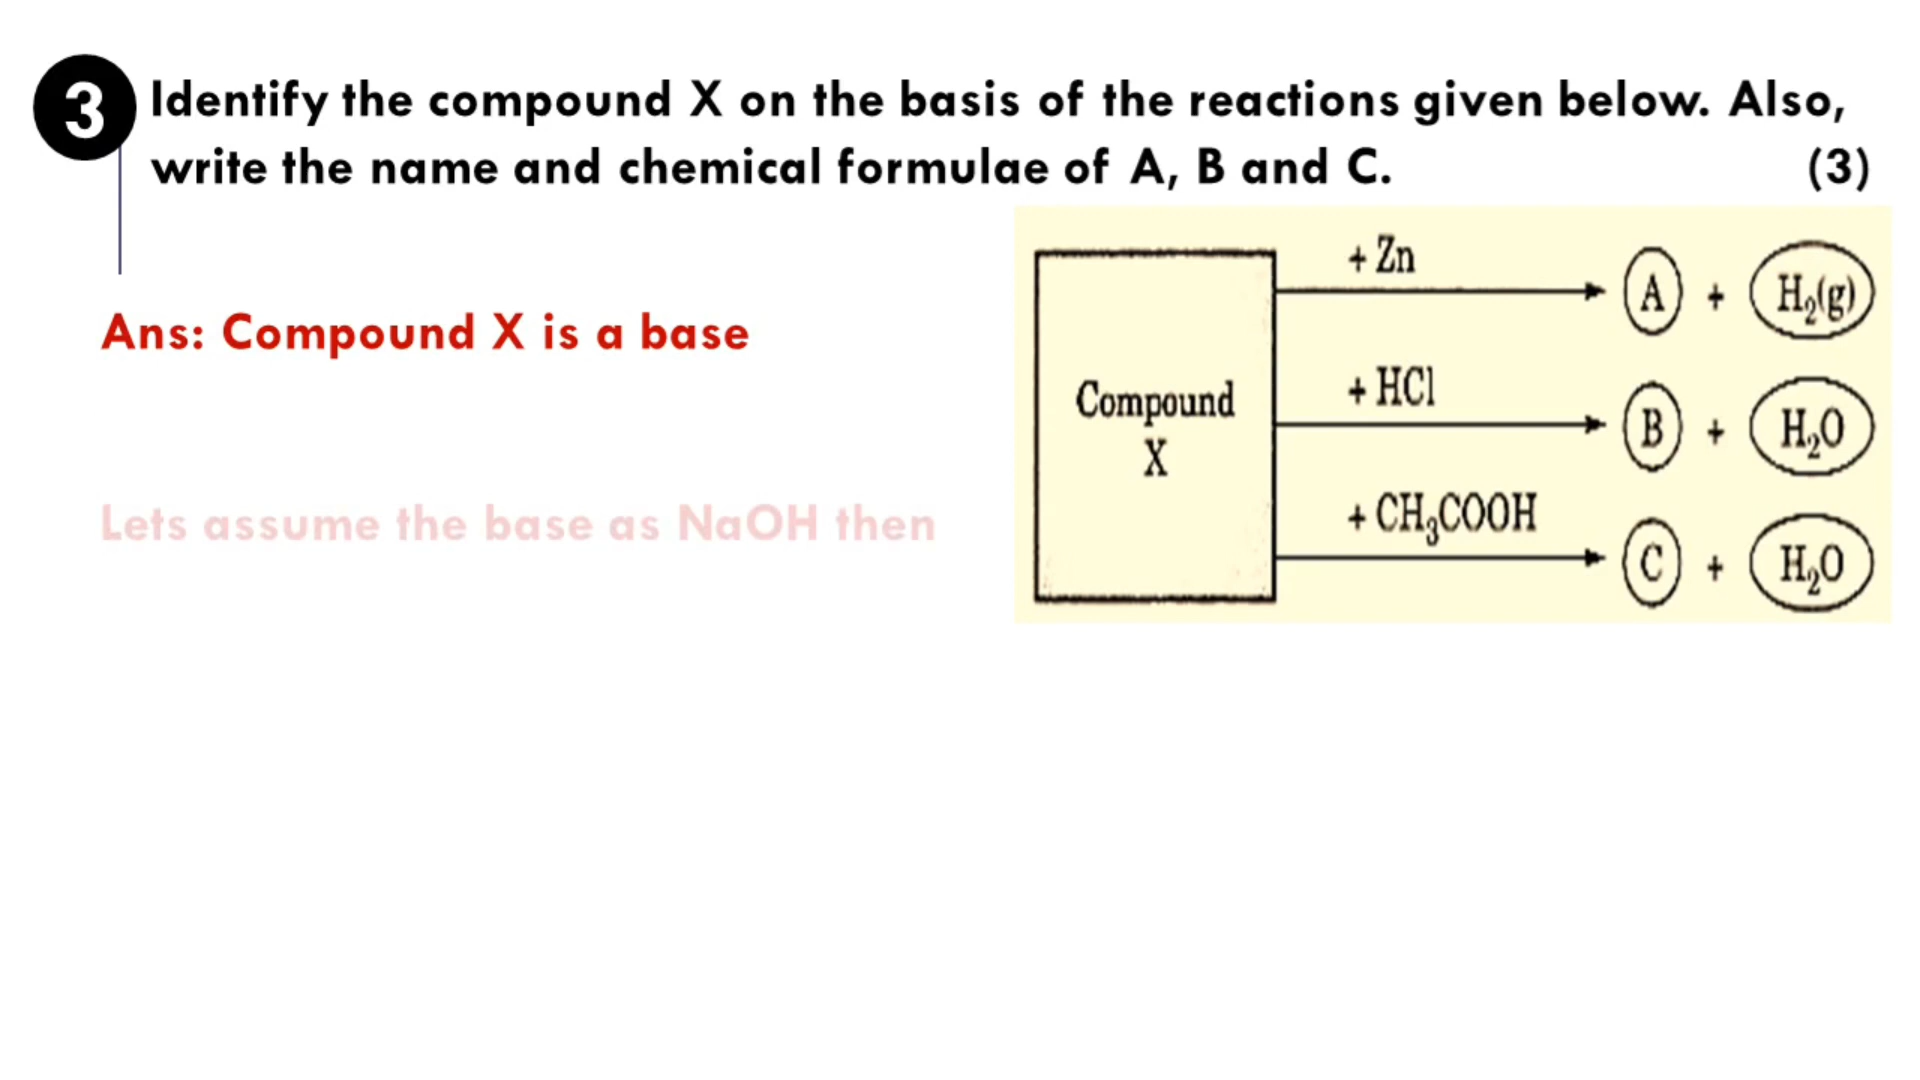 3
Identify the compound X on the basis of the reactions given below. Also,
write the name and chemical formulae of A, B and C. (3)
Ans: Compound X is a base
Lets assume the base as NaOH then
Compound
X
+ Zn
A + H₂(g)
+ HCl
B + H₂O
+ CH₃COOH
C + H₂O